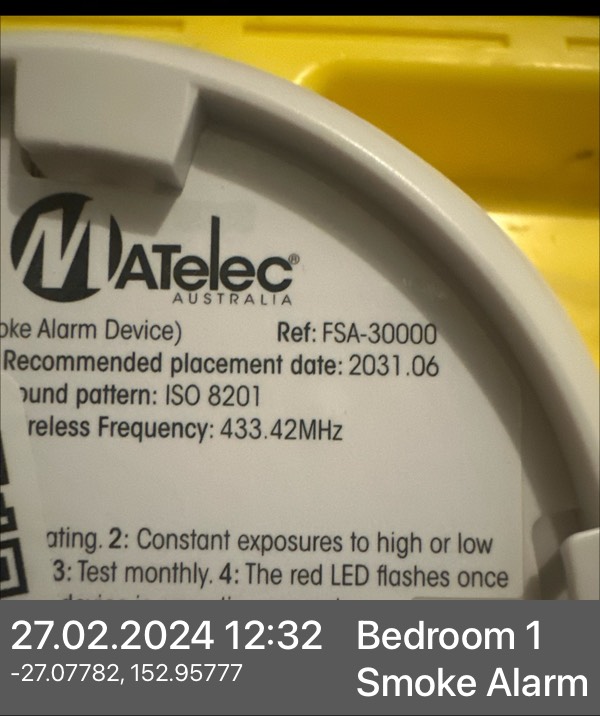 MATelec®
AUSTRALIA
oke Alarm Device) Ref: FSA-30000
Recommended placement date: 2031.06
ound pattern: ISO 8201
reless Frequency: 433.42MHz
ating. 2: Constant exposures to high or low
3: Test monthly. 4: The red LED flashes once
27.02.2024 12:32 Bedroom 1
-27.07782, 152.95777 Smoke Alarm